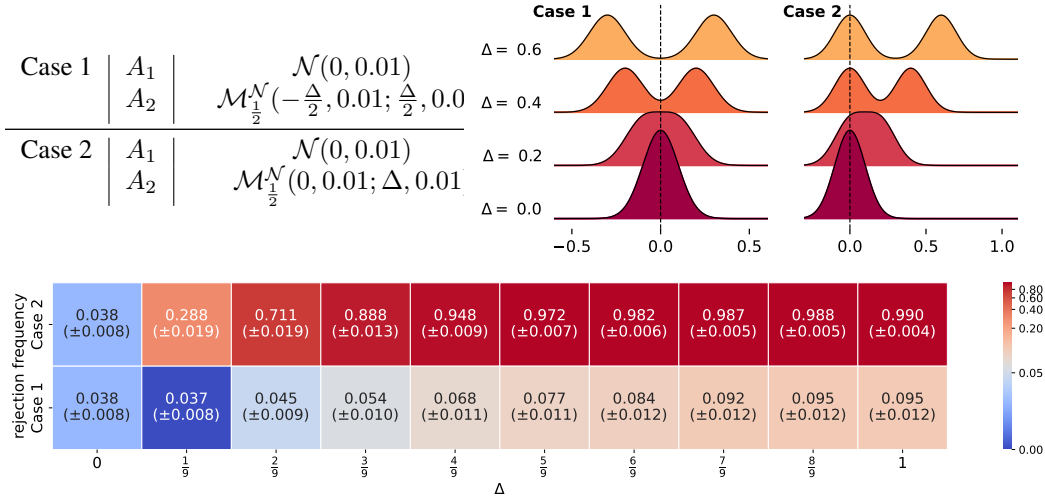 Case 1 A₁ 𝒩(0, 0.01)
A₂ ℳ^𝒩_{1/2}(−Δ/2, 0.01; Δ/2, 0.0
Case 2 A₁ 𝒩(0, 0.01)
A₂ ℳ^𝒩_{1/2}(0, 0.01; Δ, 0.01)
Case 1 Case 2
Δ = 0.6
Δ = 0.4
Δ = 0.2
Δ = 0.0
−0.5 0.0 0.5 0.0 0.5 1.0
rejection frequency
Case 2 0.038 0.288 0.711 0.888 0.948 0.972 0.982 0.987 0.988 0.990
(±0.008) (±0.019) (±0.019) (±0.013) (±0.009) (±0.007) (±0.006) (±0.005) (±0.005) (±0.004)
Case 1 0.038 0.037 0.045 0.054 0.068 0.077 0.084 0.092 0.095 0.095
(±0.008) (±0.008) (±0.009) (±0.010) (±0.011) (±0.011) (±0.012) (±0.012) (±0.012) (±0.012)
0 1/9 2/9 3/9 4/9 5/9 6/9 7/9 8/9 1
Δ
0.80
0.60
0.40
0.20
0.05
0.00